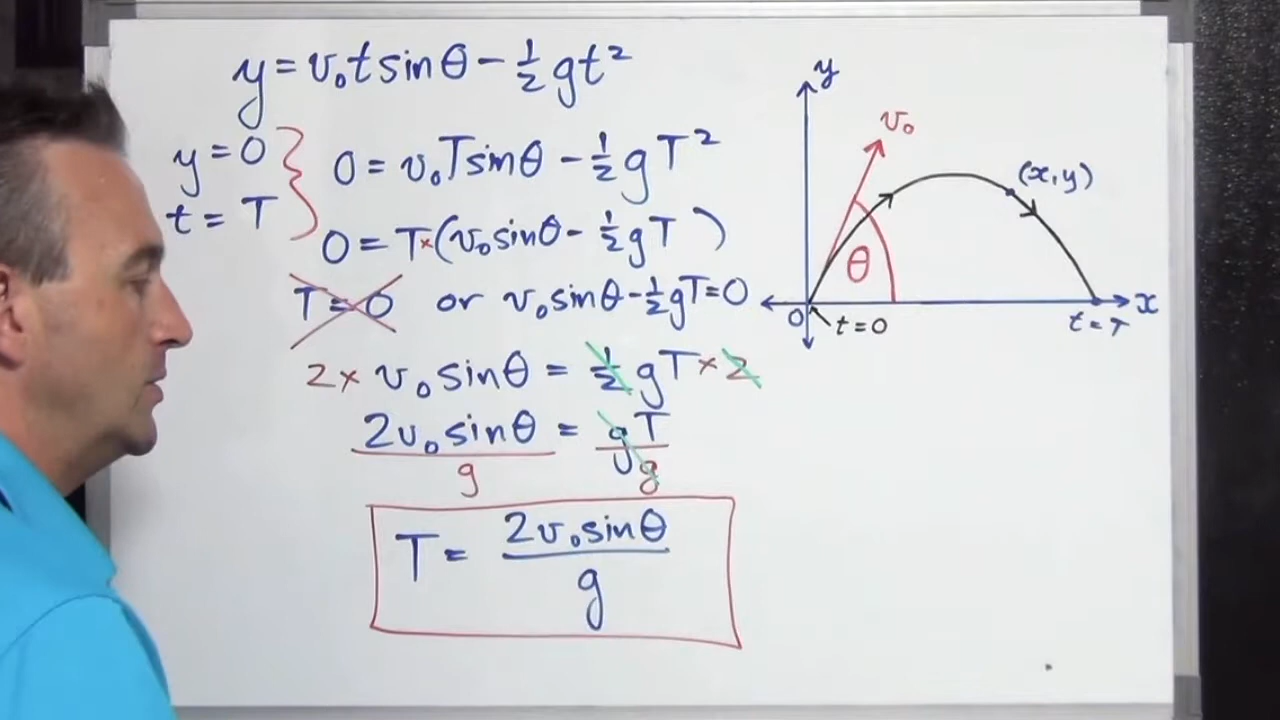 y = v₀t sin θ - ½gt²
y = 0
t = T
0 = v₀T sin θ - ½gT²
0 = T × (v₀ sin θ - ½gT)
T = 0 or v₀ sin θ - ½gT = 0
2 × v₀ sin θ = ½gT × 2
2v₀ sin θ / g = gT / g
T = 2v₀ sin θ / g
y
v₀
(x, y)
θ
x
0
t = 0
t = T